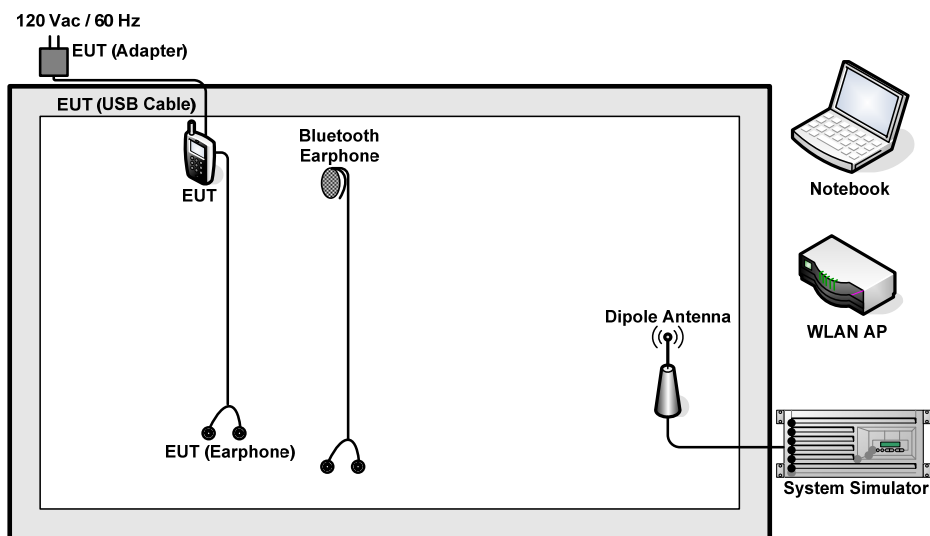 120 Vac / 60 Hz
EUT (Adapter)
EUT (USB Cable)
Bluetooth
Earphone
EUT
Notebook
WLAN AP
Dipole Antenna
EUT (Earphone)
System Simulator